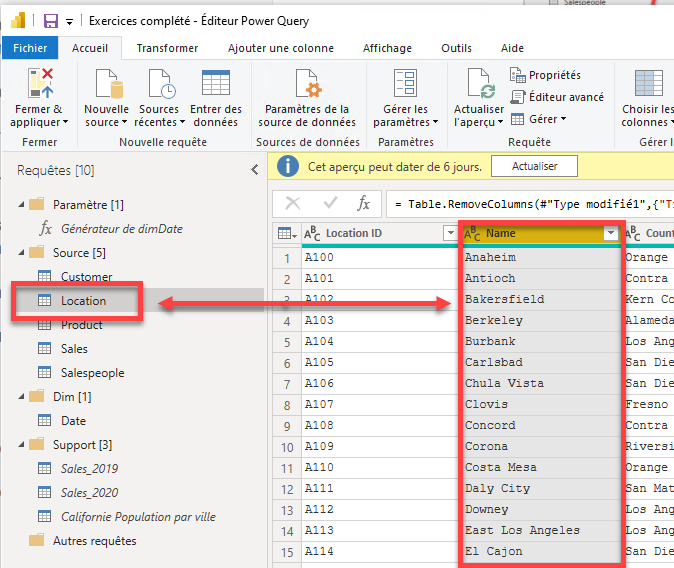 Salespeople
Exercices complété - Éditeur Power Query
Fichier Accueil Transformer Ajouter une colonne Affichage Outils Aide
Fermer & appliquer
Nouvelle source
Sources récentes
Entrer des données
Paramètres de la source de données
Gérer les paramètres
Actualiser l'aperçu
Propriétés
Éditeur avancé
Gérer
Choisir les colonnes
Fermer Nouvelle requête Sources de données Paramètres Requête Gérer l
Requêtes [10]
Cet aperçu peut dater de 6 jours. Actualiser
= Table.RemoveColumns(#"Type modifié1",{"T
Paramètre [1]
Générateur de dimDate
Source [5]
Customer
Location
Product
Sales
Salespeople
Dim [1]
Date
Support [3]
Sales_2019
Sales_2020
Californie Population par ville
Autres requêtes
ABC Location ID ABC Name ABC Count
1 A100 Anaheim Orange
2 A101 Antioch Contra
3 A102 Bakersfield Kern Co
4 A103 Berkeley Alameda
5 A104 Burbank Los Ang
6 A105 Carlsbad San Die
7 A106 Chula Vista San Die
8 A107 Clovis Fresno
9 A108 Concord Contra
10 A109 Corona Riversi
11 A110 Costa Mesa Orange
12 A111 Daly City San Mat
13 A112 Downey Los Ang
14 A113 East Los Angeles Los Ang
15 A114 El Cajon San Die